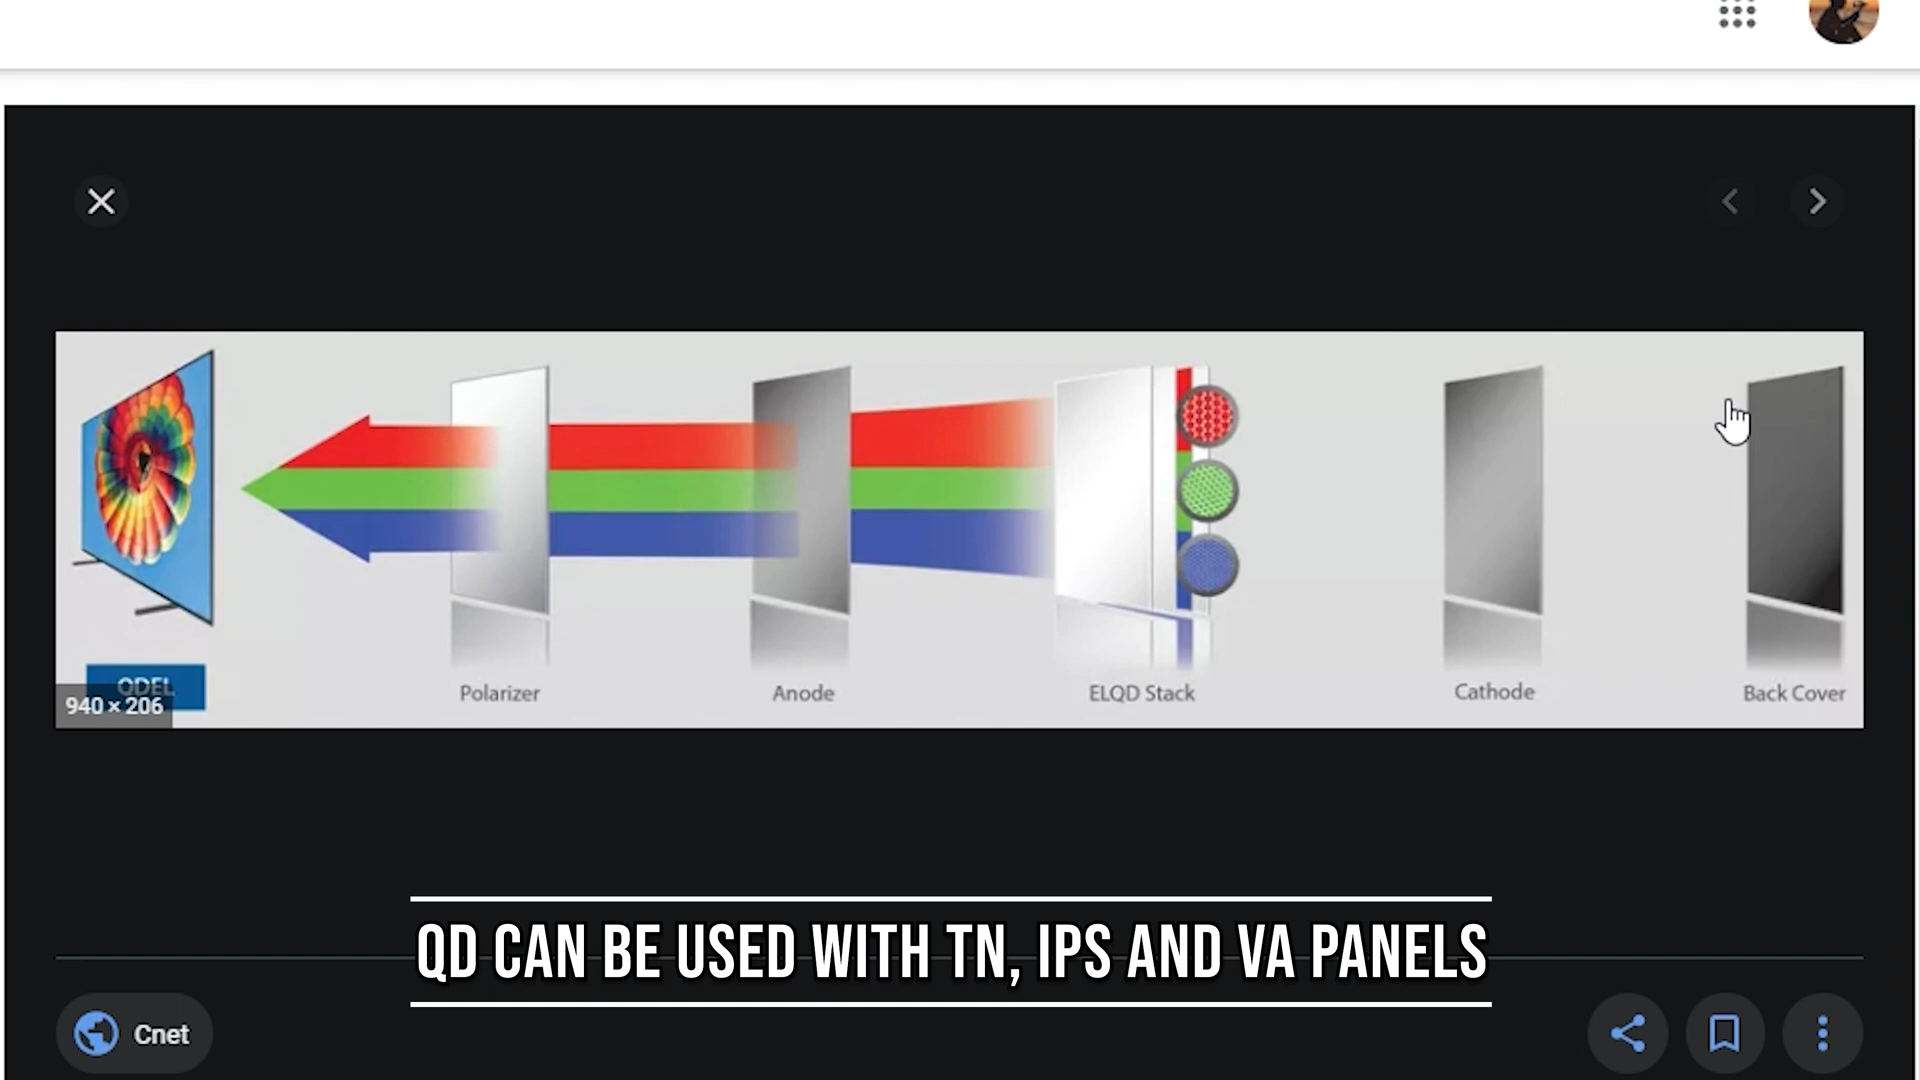 QDEL
940 × 206
Polarizer
Anode
ELQD Stack
Cathode
Back Cover
QD CAN BE USED WITH TN, IPS AND VA PANELS
Cnet